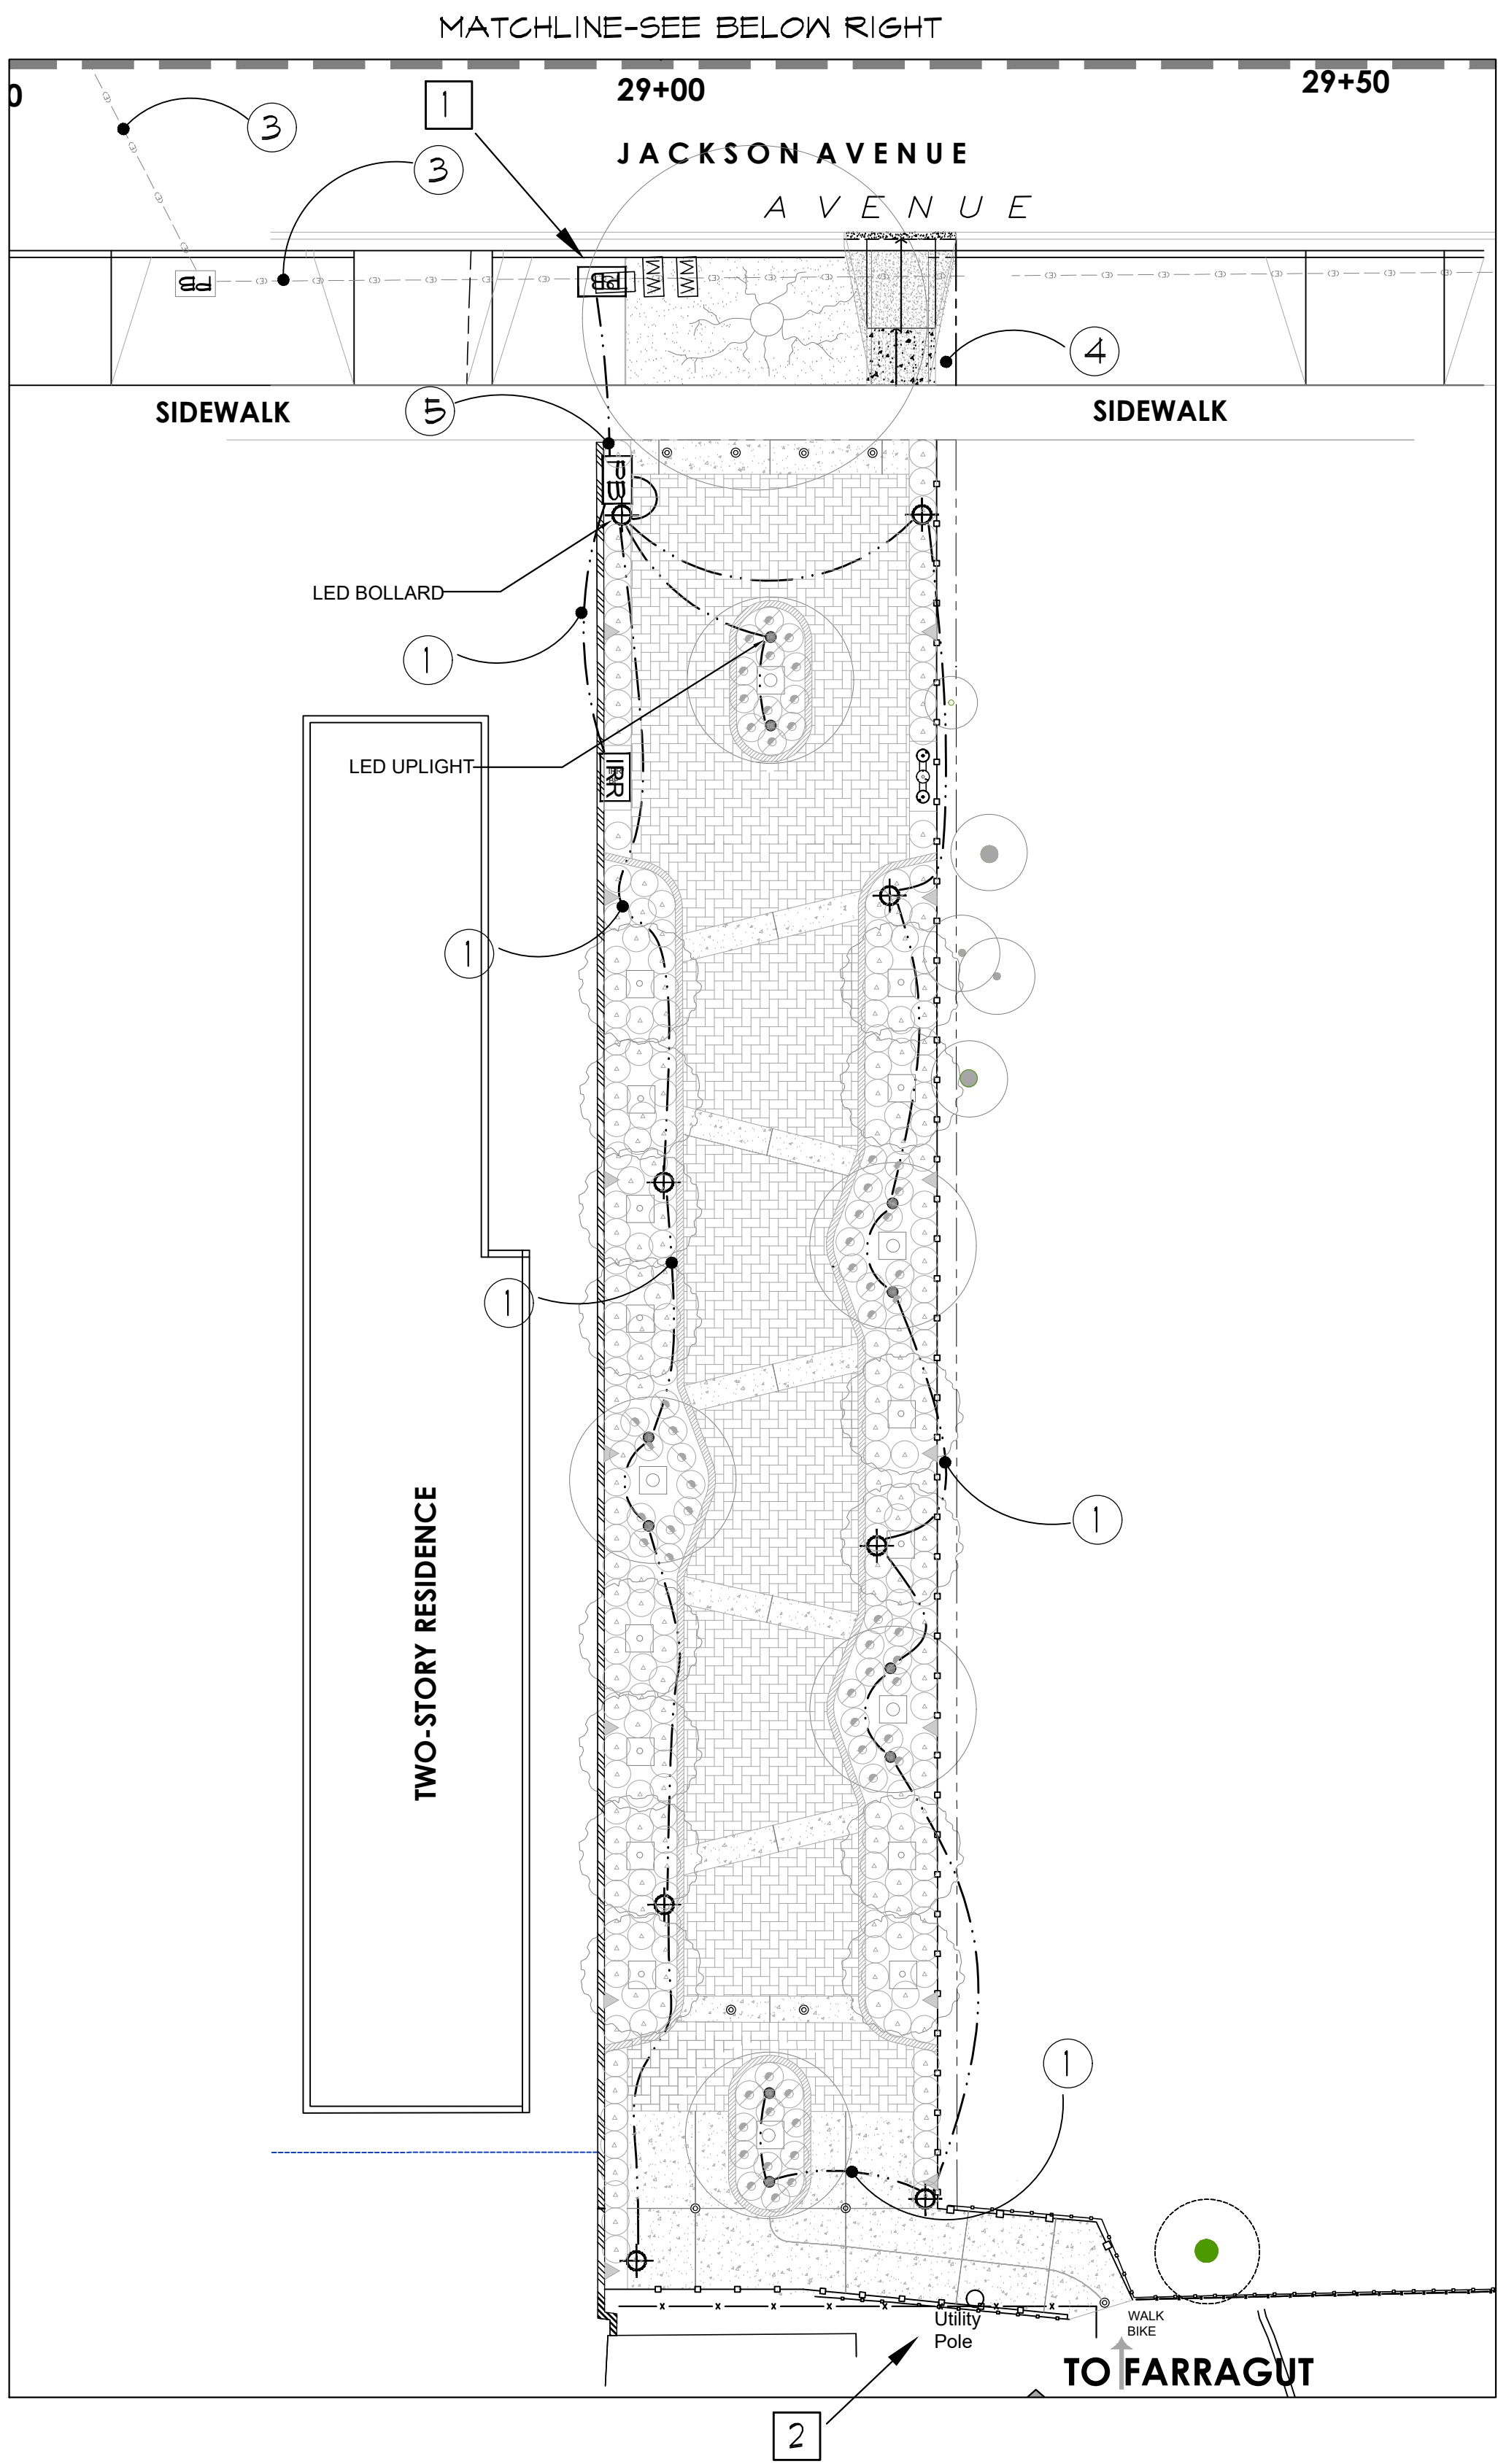 MATCHLINE-SEE BELOW RIGHT
0
29+00
29+50
1
3
JACKSON AVENUE
3
AVENUE
PB
PB
4
5
SIDEWALK
SIDEWALK
PB
LED BOLLARD
1
LED UPLIGHT
IRR
1
1
TWO-STORY RESIDENCE
1
1
Utility
Pole
WALK
BIKE
TO FARRAGUT
2